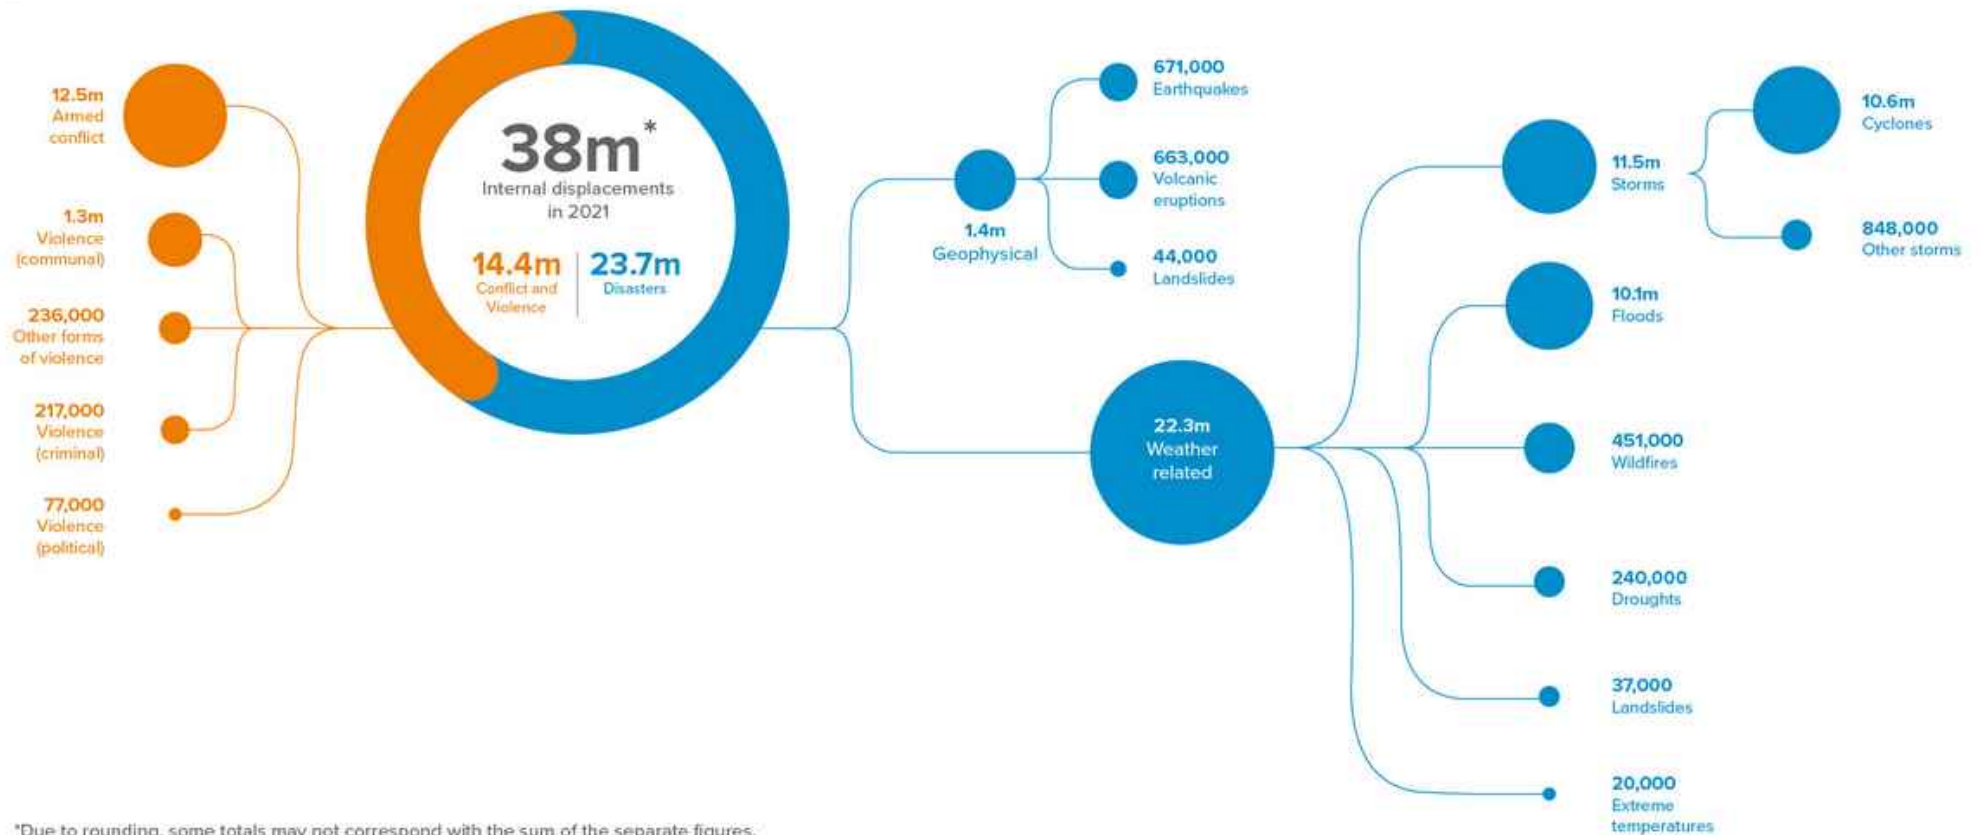 12.5m
Armed
conflict
1.3m
Violence
(communal)
236,000
Other forms
of violence
217,000
Violence
(criminal)
77,000
Violence
(political)
38m*
Internal displacements
in 2021
14.4m
Conflict and
Violence
23.7m
Disasters
1.4m
Geophysical
671,000
Earthquakes
663,000
Volcanic
eruptions
44,000
Landslides
22.3m
Weather
related
11.5m
Storms
10.6m
Cyclones
848,000
Other storms
10.1m
Floods
451,000
Wildfires
240,000
Droughts
37,000
Landslides
20,000
Extreme
temperatures
*Due to rounding, some totals may not correspond with the sum of the separate figures.